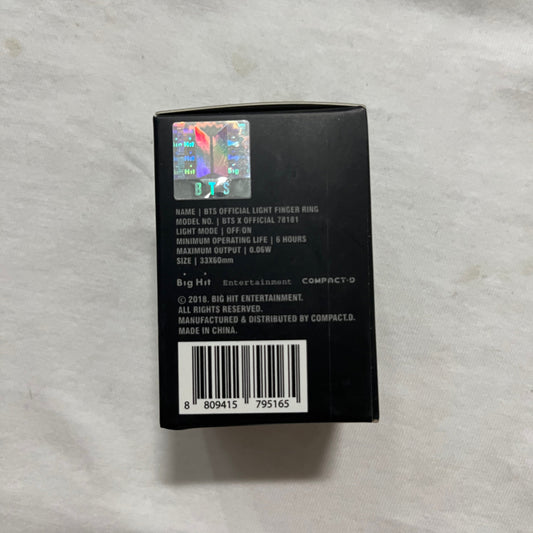 BTS
NAME | BTS OFFICIAL LIGHT FINGER RING
MODEL NO. | BTS X OFFICIAL 78181
LIGHT MODE | OFF-ON
MINIMUM OPERATING LIFE | 6 HOURS
MAXIMUM OUTPUT | 0.06W
SIZE | 33X60mm
Big Hit Entertainment COMPACT-D
© 2018. BIG HIT ENTERTAINMENT.
ALL RIGHTS RESERVED.
MANUFACTURED & DISTRIBUTED BY COMPACT.D.
MADE IN CHINA.
8 809415 795165